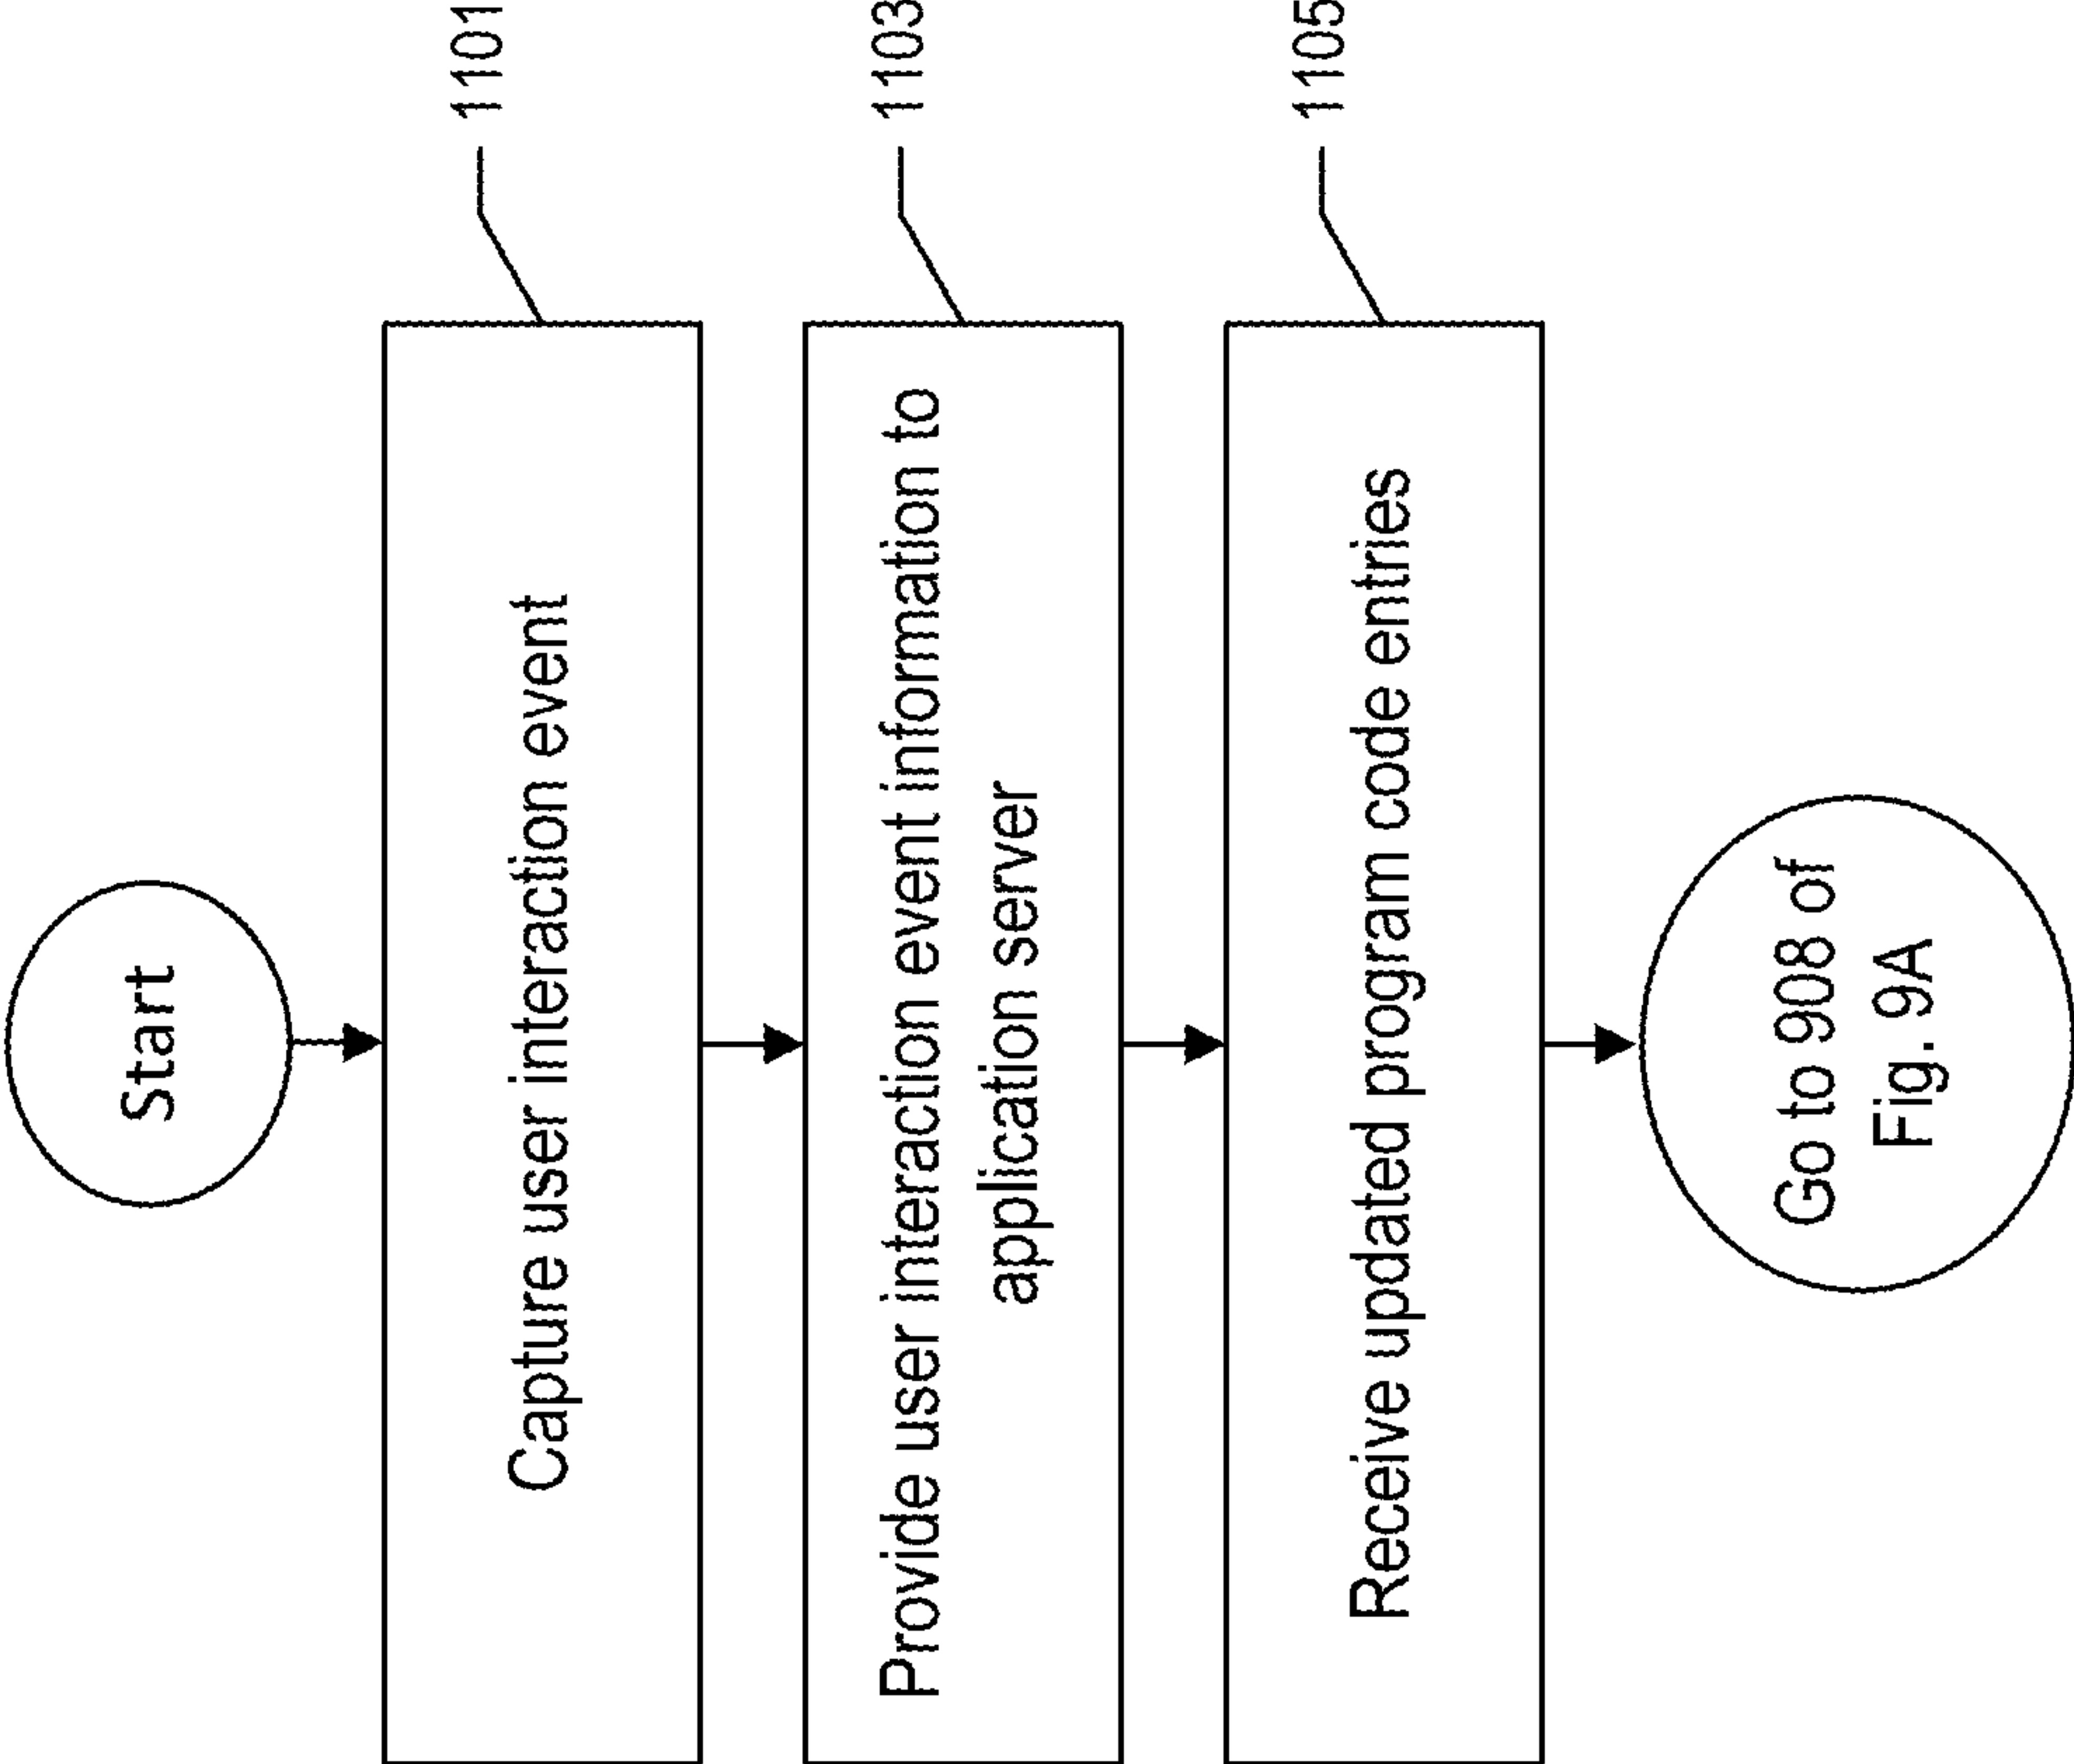 Start
Capture user interaction event
1101
Provide user interaction event information to
application server
1103
Receive updated program code entries
1105
Go to 908 of
Fig. 9A